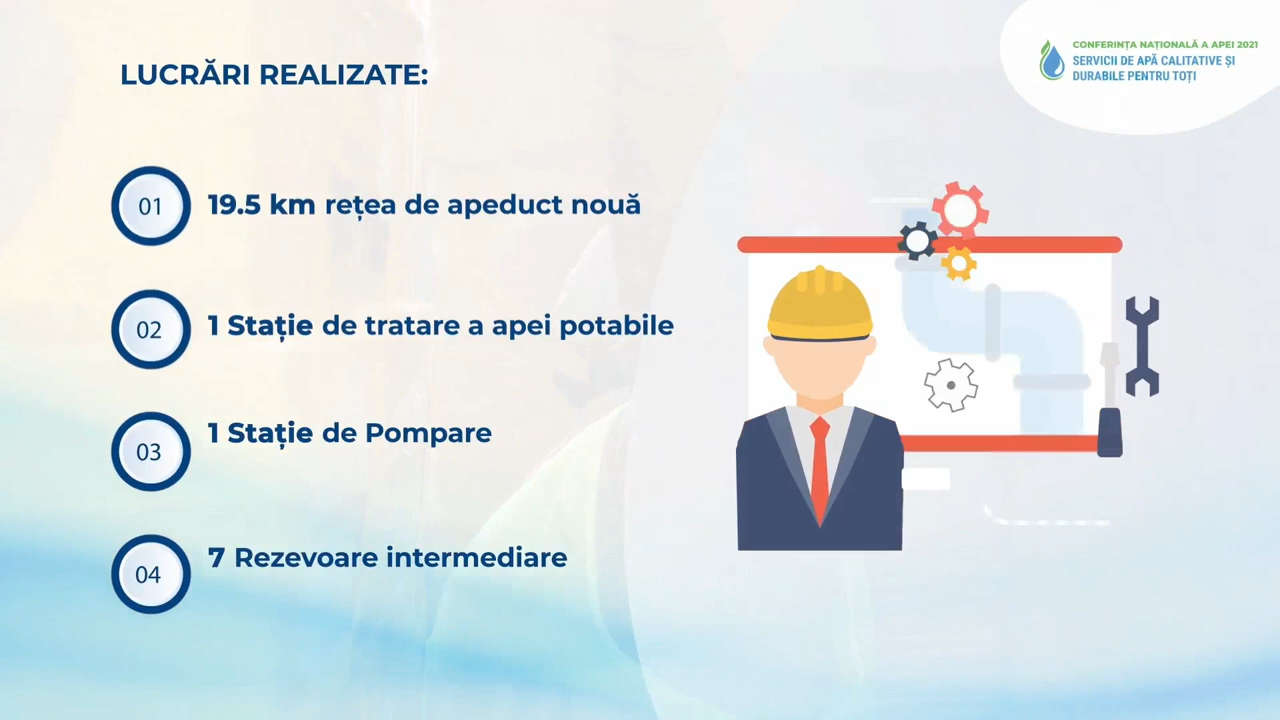 CONFERINȚA NAȚIONALĂ A APEI 2021
SERVICII DE APĂ CALITATIVE ȘI
DURABILE PENTRU TOȚI
LUCRĂRI REALIZATE:
01
19.5 km rețea de apeduct nouă
02
1 Stație de tratare a apei potabile
03
1 Stație de Pompare
04
7 Rezevoare intermediare